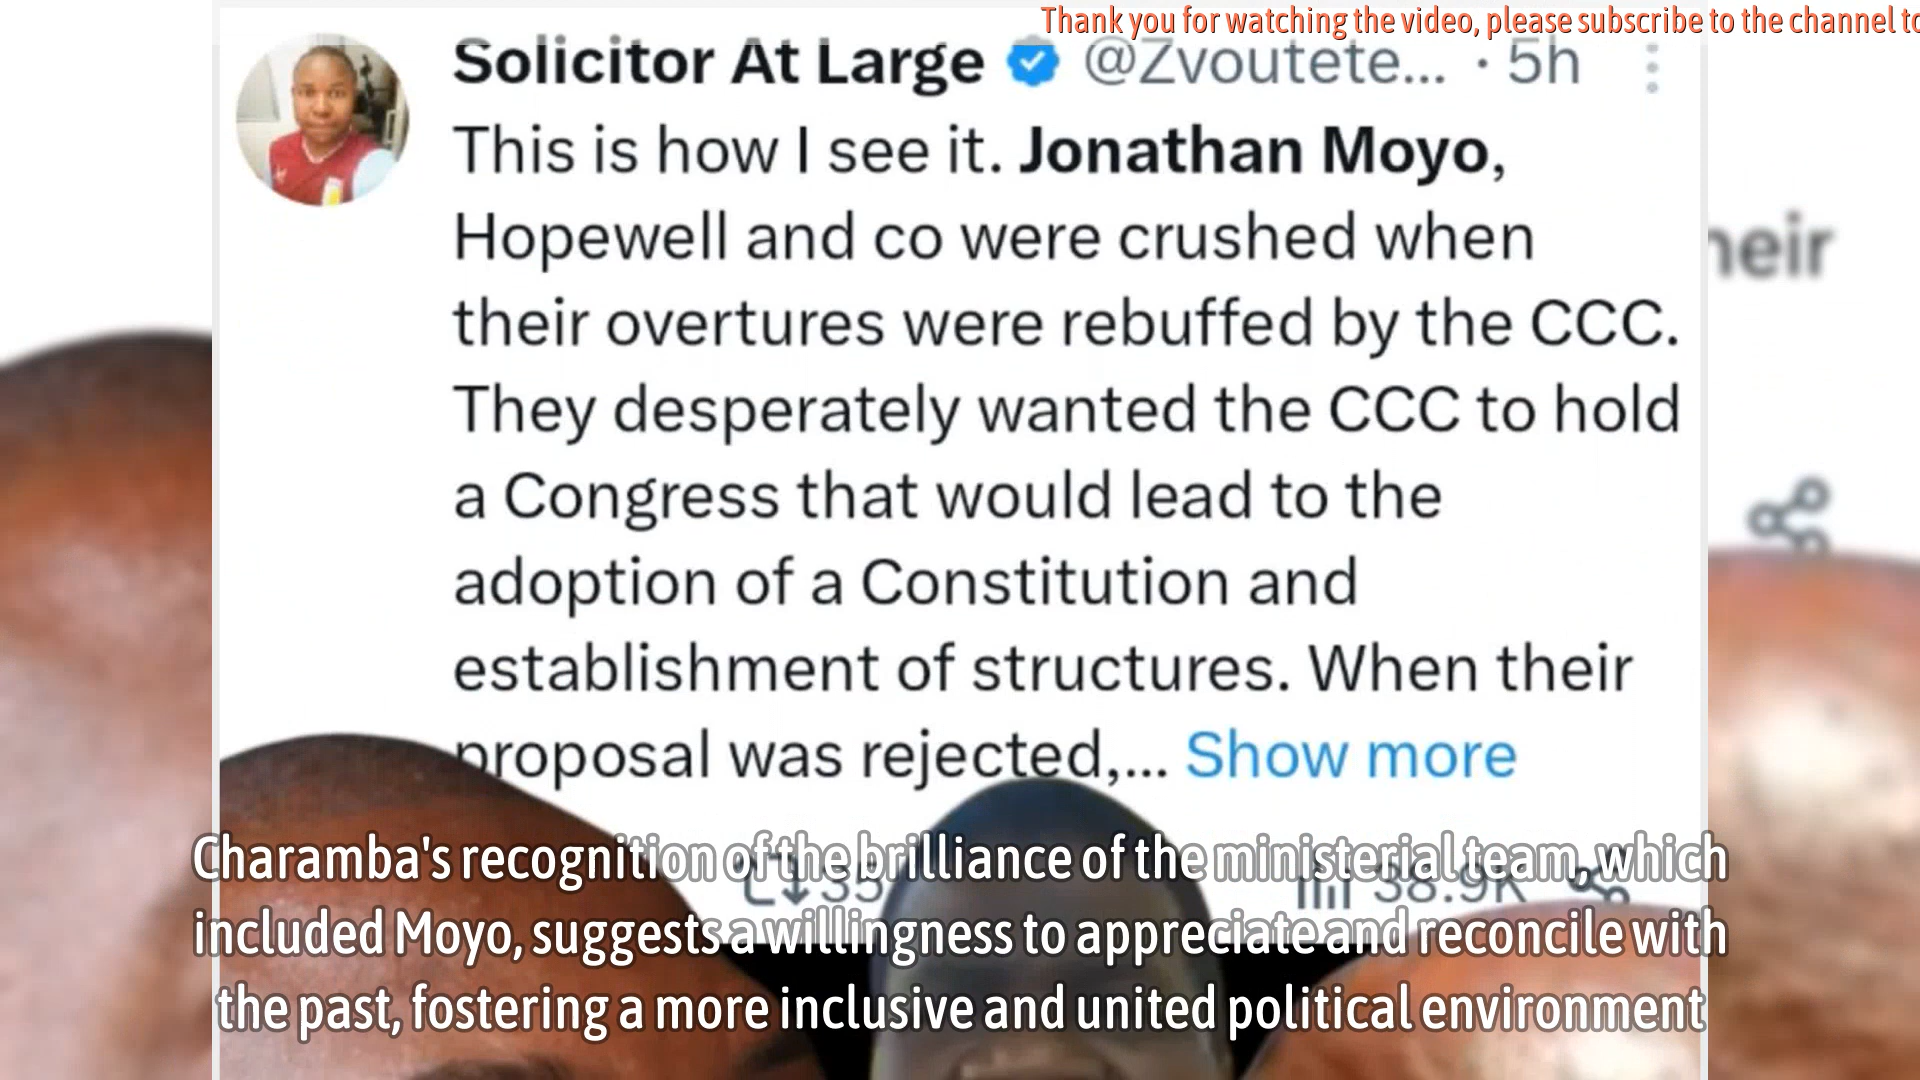 Thank you for watching the video, please subscribe to the channel to
Solicitor At Large @Zvoutete... · 5h
This is how I see it. Jonathan Moyo,
Hopewell and co were crushed when
their overtures were rebuffed by the CCC.
They desperately wanted the CCC to hold
a Congress that would lead to the
adoption of a Constitution and
establishment of structures. When their
proposal was rejected,... Show more
35
38.9K
heir
Charamba's recognition of the brilliance of the ministerial team, which
included Moyo, suggests a willingness to appreciate and reconcile with
the past, fostering a more inclusive and united political environment